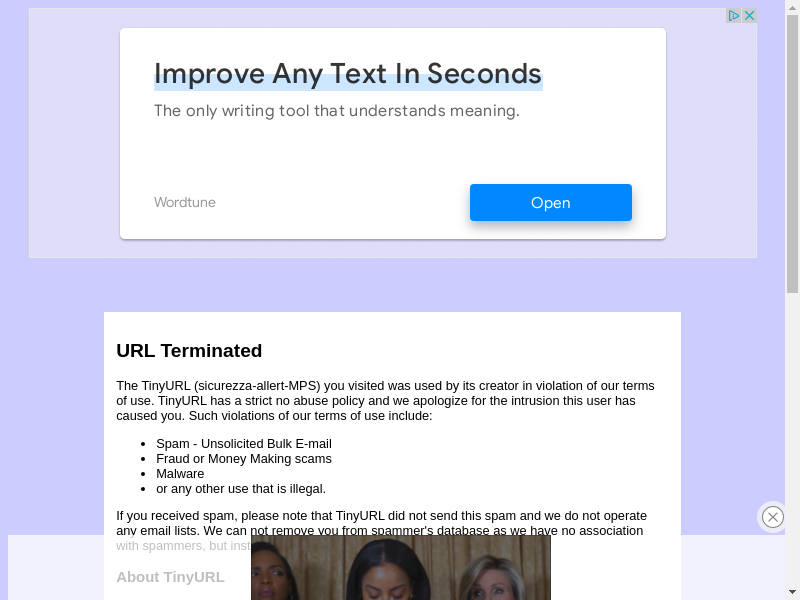 Improve Any Text In Seconds
The only writing tool that understands meaning.
Wordtune
Open
URL Terminated
The TinyURL (sicurezza-allert-MPS) you visited was used by its creator in violation of our terms
of use. TinyURL has a strict no abuse policy and we apologize for the intrusion this user has
caused you. Such violations of our terms of use include:
• Spam - Unsolicited Bulk E-mail
• Fraud or Money Making scams
• Malware
• or any other use that is illegal.
If you received spam, please note that TinyURL did not send this spam and we do not operate
any email lists. We can not remove you from spammer's database as we have no association
with spammers, but inst
About TinyURL